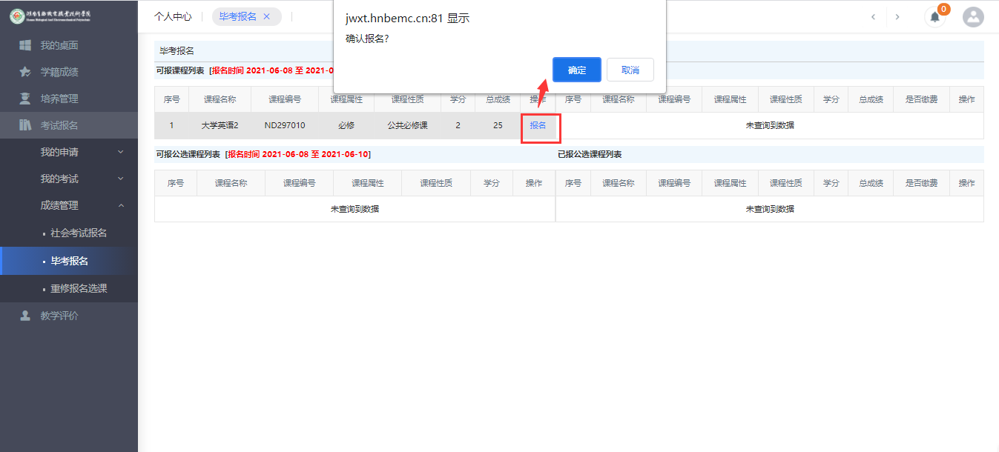 湖南生物机电职业技术学院
Hunan Biological And Electromechanical Polytechnic
个人中心
毕考报名 ×
jwxt.hnbemc.cn:81 显示
确认报名?
确定
取消
0
我的桌面
学籍成绩
培养管理
考试报名
我的申请
我的考试
成绩管理
社会考试报名
毕考报名
重修报名选课
教学评价
毕考报名
可报课程列表 [报名时间 2021-06-08 至 2021-0
序号 课程名称 课程编号 课程属性 课程性质 学分 总成绩 操作 序号 课程名称 课程编号 课程属性 课程性质 学分 总成绩 是否缴费 操作
1 大学英语2 ND297010 必修 公共必修课 2 25 报名 未查询到数据
可报公选课程列表 [报名时间 2021-06-08 至 2021-06-10] 已报公选课程列表
序号 课程名称 课程编号 课程属性 课程性质 学分 操作 序号 课程名称 课程编号 课程属性 课程性质 学分 总成绩 是否缴费 操作
未查询到数据 未查询到数据